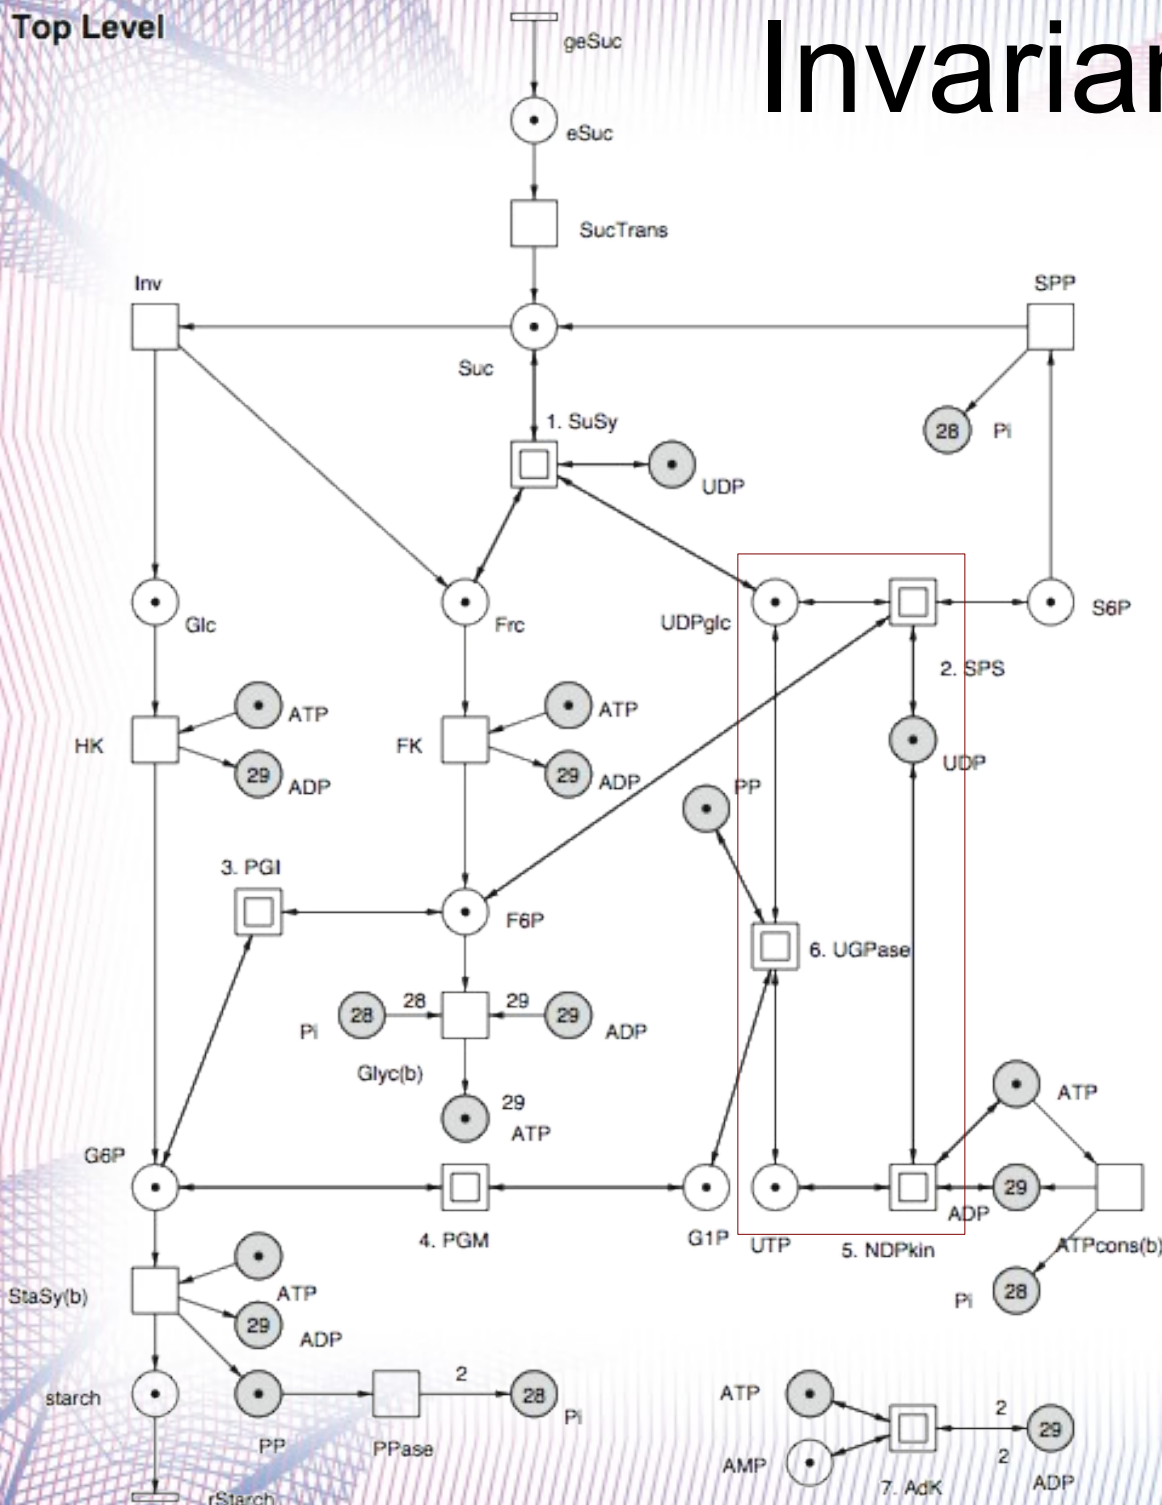 Top Level
Invarian
geSuc
eSuc
SucTrans
Inv
SPP
Suc
1. SuSy
28
Pi
UDP
Glc
Frc
UDPglc
S6P
2. SPS
ATP
ATP
HK
FK
UDP
29
ADP
29
ADP
PP
3. PGI
F6P
6. UGPase
28
28
29
29
Pi
ADP
Glyc(b)
29
ATP
ATP
G6P
29
ADP
4. PGM
G1P
UTP
5. NDPkin
ATPcons(b)
StaSy(b)
ATP
28
Pi
29
ADP
starch
2
28
Pi
PP
PPase
ATP
2
29
AMP
2
7. AdK
ADP
rStarch